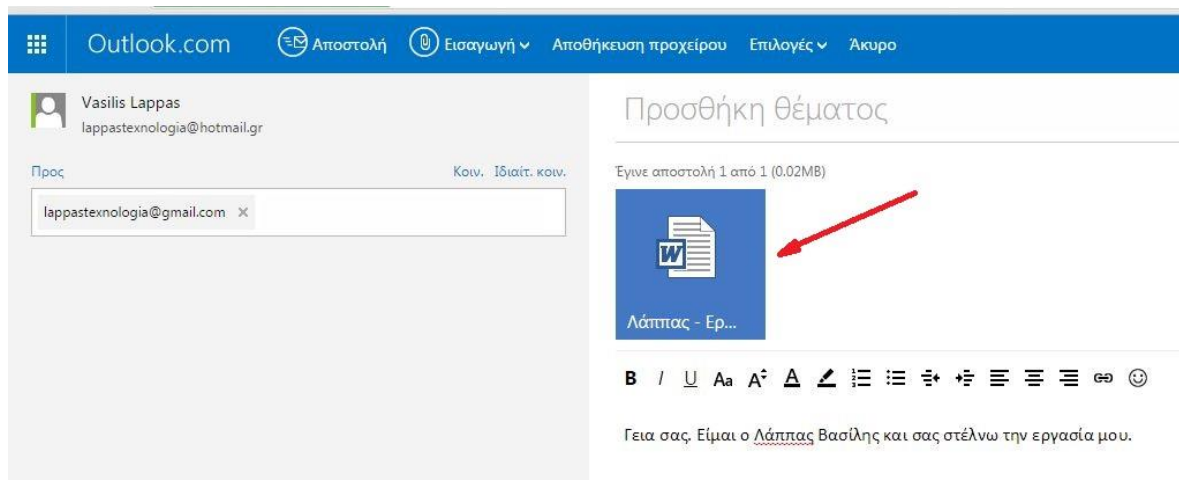 Outlook.com Αποστολή Εισαγωγή Αποθήκευση προχείρου Επιλογές Άκυρο
Vasilis Lappas
lappastexnologia@hotmail.gr
Προς Κοιν. Ιδιαίτ. κοιν.
lappastexnologia@gmail.com
Προσθήκη θέματος
Έγινε αποστολή 1 από 1 (0.02MB)
W
Λάππας - Ερ...
B I U Aa A A
Γεια σας. Είμαι ο Λάππας Βασίλης και σας στέλνω την εργασία μου.